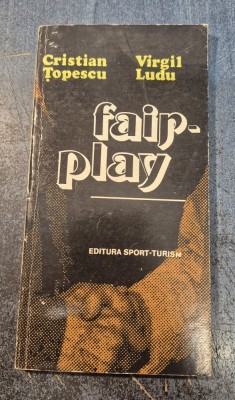 Cristian Virgil
Țopescu Ludu
fair-
play
EDITURA SPORT-TURISM